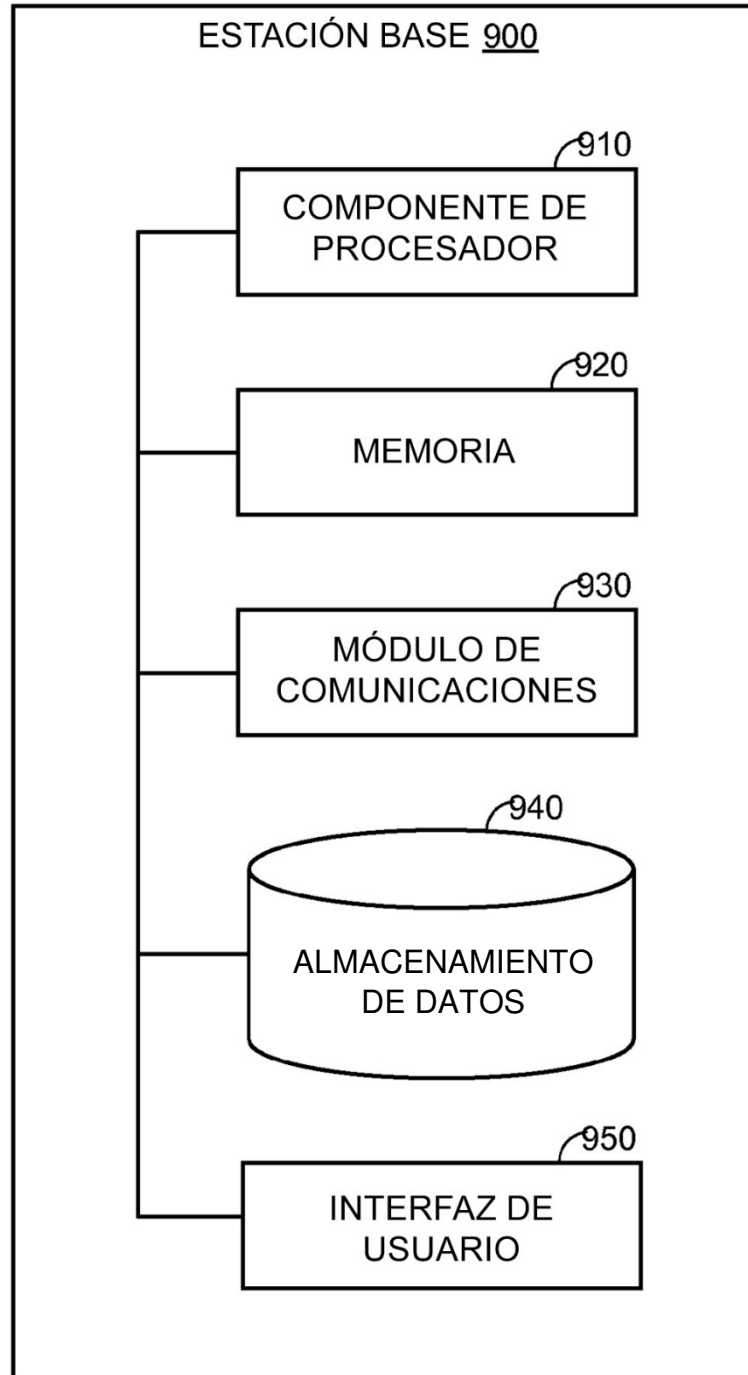 ESTACIÓN BASE 900
910
COMPONENTE DE
PROCESADOR
920
MEMORIA
930
MÓDULO DE
COMUNICACIONES
940
ALMACENAMIENTO
DE DATOS
950
INTERFAZ DE
USUARIO